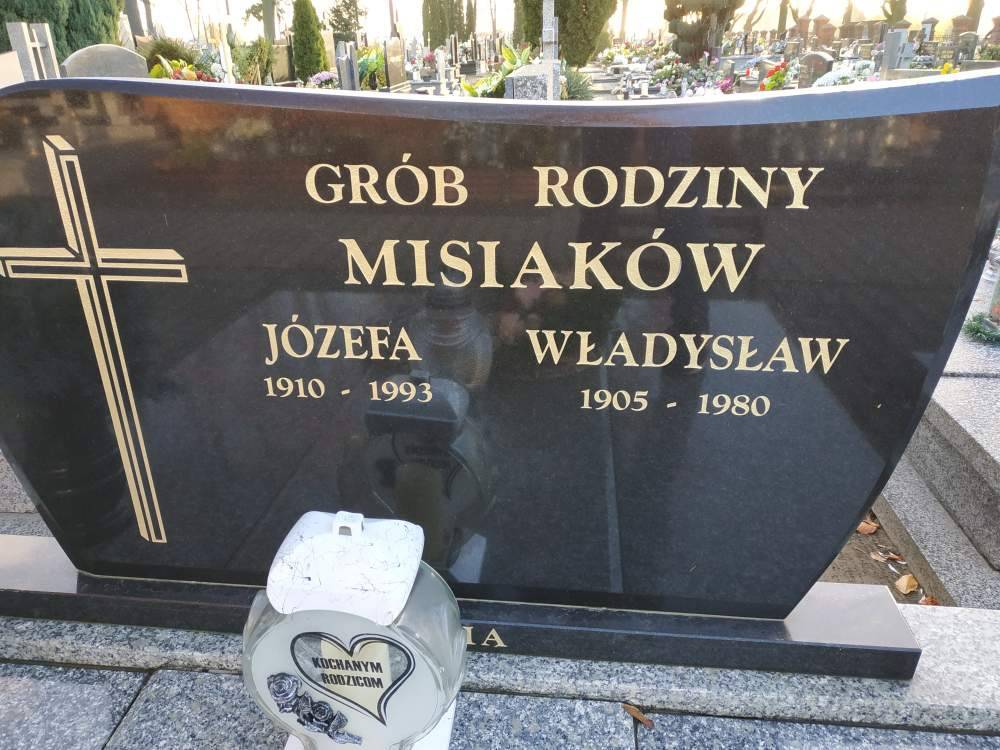 GRÓB RODZINY
MISIAKÓW
JÓZEFA WŁADYSŁAW
1910 - 1993 1905 - 1980
KOCHANYM
RODZICOM